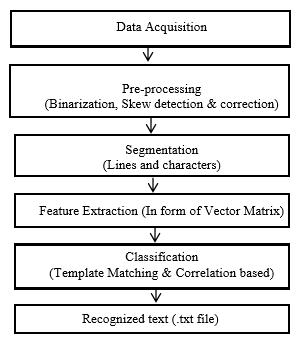 Data Acquisition
Pre-processing
(Binarization, Skew detection & correction)
Segmentation
(Lines and characters)
Feature Extraction (In form of Vector Matrix)
Classification
(Template Matching & Correlation based)
Recognized text (.txt file)